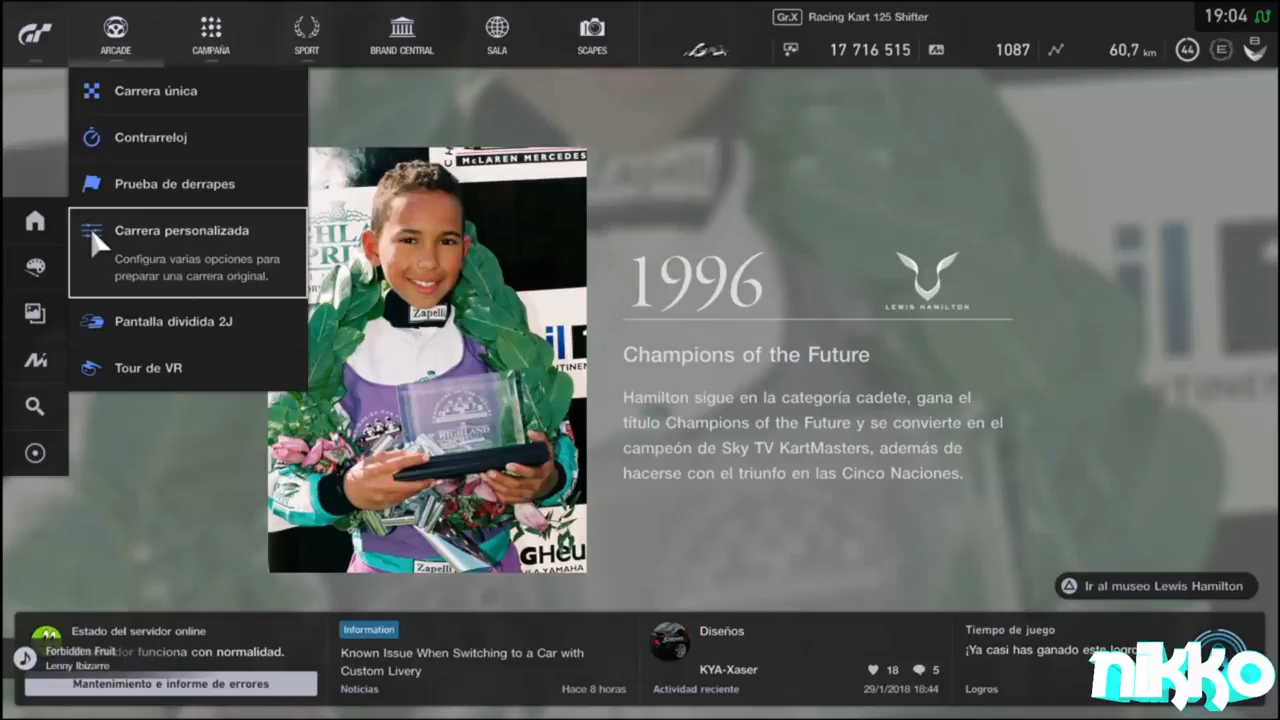 ARCADE
CAMPAÑA
SPORT
BRAND CENTRAL
SALA
SCAPES
Gr.X Racing Kart 125 Shifter
19:04
17 716 515
1087
60,7 km
44
E
B
Carrera única
Contrarreloj
Prueba de derrapes
Carrera personalizada
Configura varias opciones para
preparar una carrera original.
Pantalla dividida 2J
Tour de VR
McLAREN MERCEDES
Zapelli
HIGHLAND
Zapelli
YAMAHA
1996
LEWIS HAMILTON
Champions of the Future
Hamilton sigue en la categoría cadete, gana el
título Champions of the Future y se convierte en el
campeón de Sky TV KartMasters, además de
hacerse con el triunfo en las Cinco Naciones.
Ir al museo Lewis Hamilton
Estado del servidor online
funciona con normalidad.
Forbidden Fruit
Lenny Ibizarre
Mantenimiento e informe de errores
Information
Known Issue When Switching to a Car with
Custom Livery
Noticias
Hace 8 horas
Diseños
KYA-Xaser
18
5
Actividad reciente
29/1/2018 18:44
Tiempo de juego
¡Ya casi has ganado este
Logros
nikko